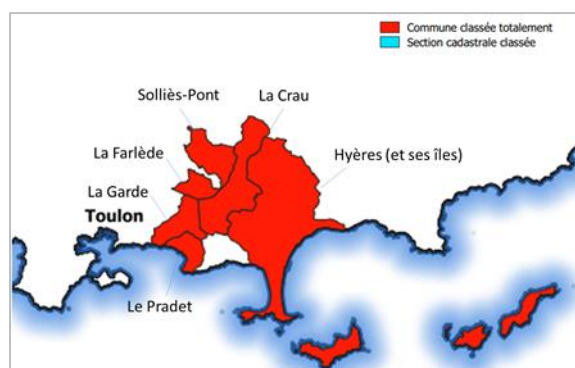 Commune classée totalement
Section cadastrale classée
Solliès-Pont
La Crau
La Farlède
Hyères (et ses îles)
La Garde
Toulon
Le Pradet